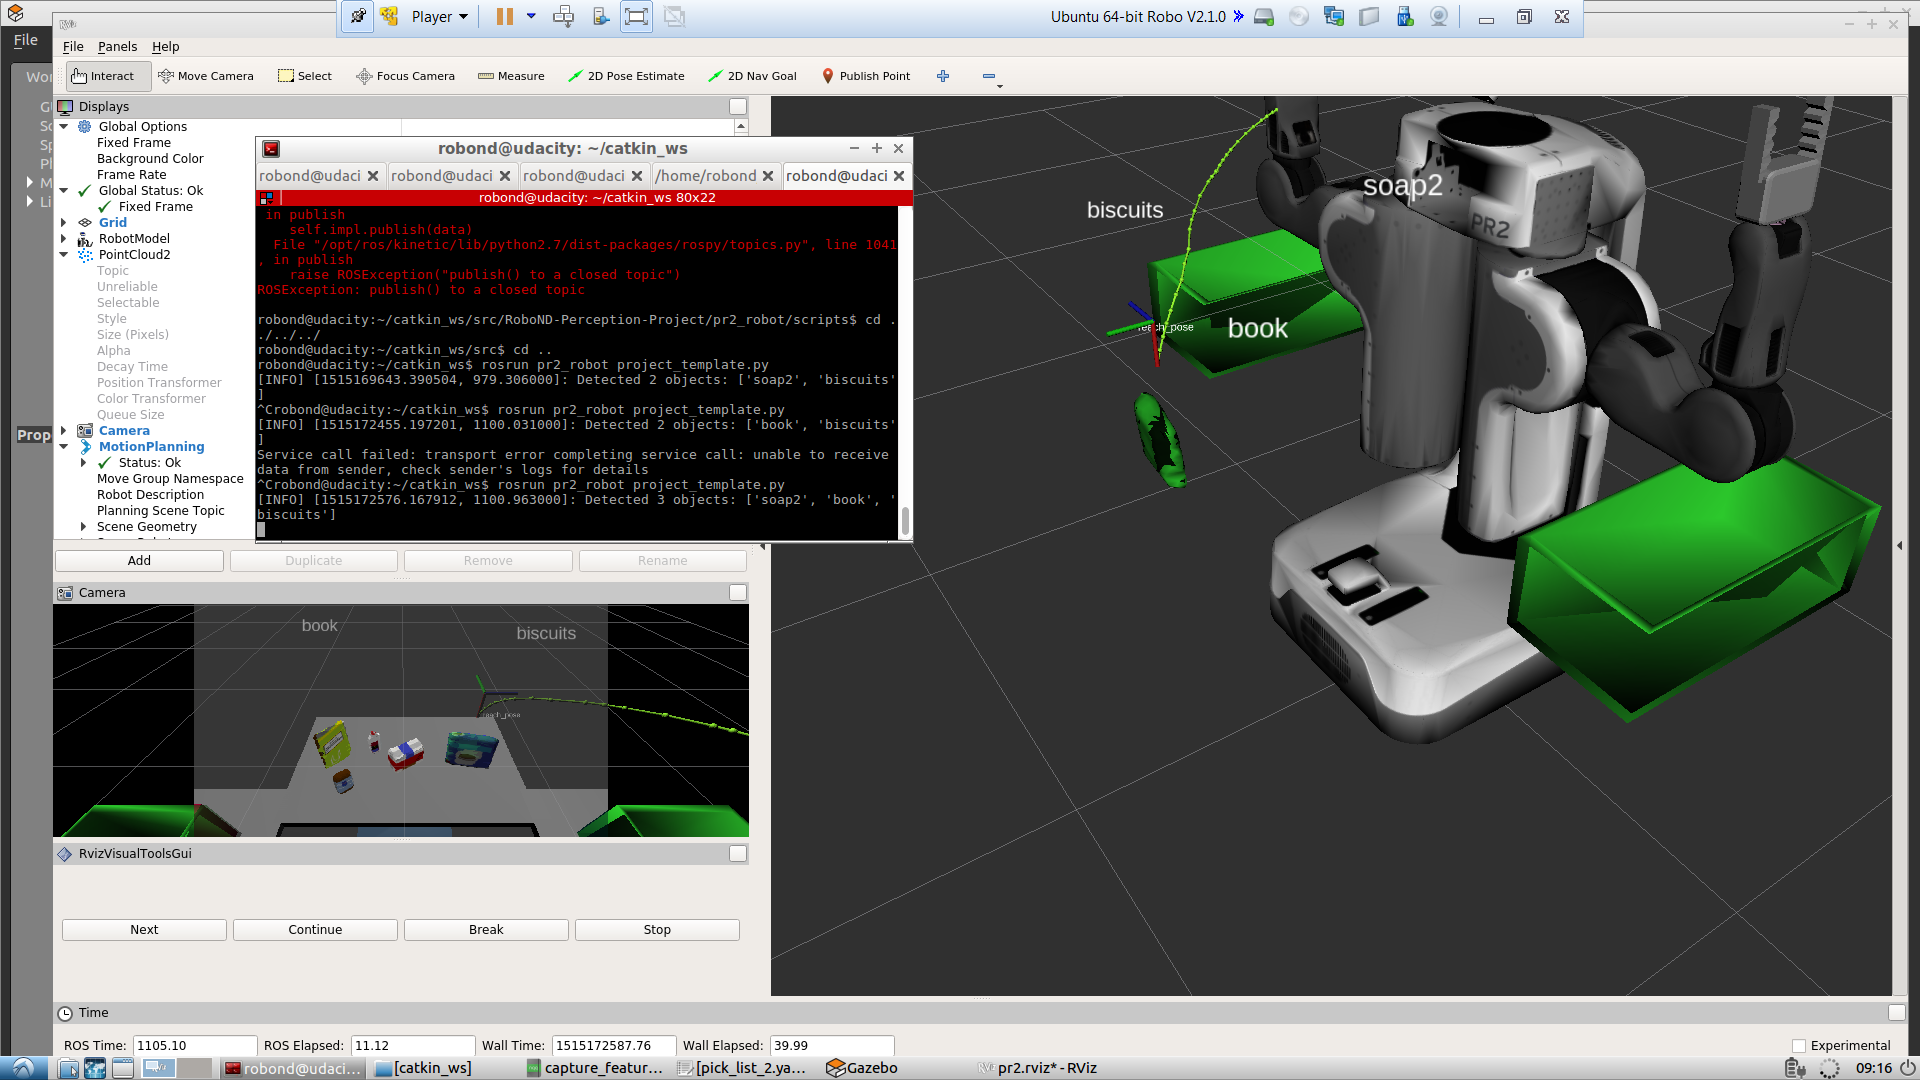 Player
Ubuntu 64-bit Robo V2.1.0
File
RViz
File Panels Help
Interact Move Camera Select Focus Camera Measure 2D Pose Estimate 2D Nav Goal Publish Point
Displays
Global Options
Fixed Frame
Background Color
Frame Rate
Global Status: Ok
Fixed Frame
Grid
RobotModel
PointCloud2
Topic
Unreliable
Selectable
Style
Size (Pixels)
Alpha
Decay Time
Position Transformer
Color Transformer
Queue Size
Camera
MotionPlanning
Status: Ok
Move Group Namespace
Robot Description
Planning Scene Topic
Scene Geometry
Add Duplicate Remove Rename
robond@udacity: ~/catkin_ws
robond@udaci robond@udaci robond@udaci /home/robond robond@udaci
robond@udacity: ~/catkin_ws 80x22
in publish
self.impl.publish(data)
File "/opt/ros/kinetic/lib/python2.7/dist-packages/rospy/topics.py", line 1041
, in publish
raise ROSException("publish() to a closed topic")
ROSException: publish() to a closed topic
robond@udacity:~/catkin_ws/src/RoboND-Perception-Project/pr2_robot/scripts$ cd .
./../../
robond@udacity:~/catkin_ws/src$ cd ..
robond@udacity:~/catkin_ws$ rosrun pr2_robot project_template.py
[INFO] [1515169643.390504, 979.306000]: Detected 2 objects: ['soap2', 'biscuits'
]
^Crobond@udacity:~/catkin_ws$ rosrun pr2_robot project_template.py
[INFO] [1515172455.197201, 1100.031000]: Detected 2 objects: ['book', 'biscuits'
]
Service call failed: transport error completing service call: unable to receive
data from sender, check sender's logs for details
^Crobond@udacity:~/catkin_ws$ rosrun pr2_robot project_template.py
[INFO] [1515172576.167912, 1100.963000]: Detected 3 objects: ['soap2', 'book', '
biscuits']
soap2
biscuits
PR2
reach_pose
book
Camera
book
biscuits
reach_pose
RvizVisualToolsGui
Next Continue Break Stop
Time
ROS Time: 1105.10 ROS Elapsed: 11.12 Wall Time: 1515172587.76 Wall Elapsed: 39.99 Experimental
robond@udaci... [catkin_ws] capture_featur... [pick_list_2.ya... Gazebo pr2.rviz* - RViz 09:16